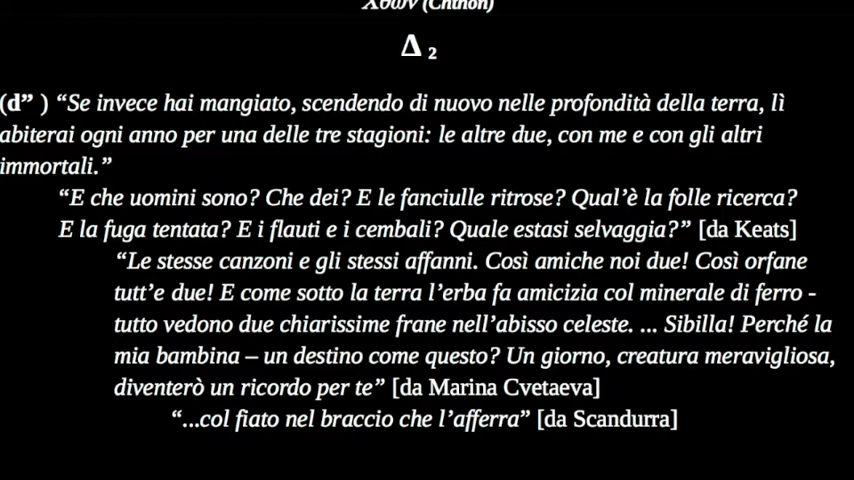 Χθών (Chthòn)
Δ 2
(d” ) “Se invece hai mangiato, scendendo di nuovo nelle profondità della terra, lì
abiterai ogni anno per una delle tre stagioni: le altre due, con me e con gli altri
immortali.”
“E che uomini sono? Che dei? E le fanciulle ritrose? Qual’è la folle ricerca?
E la fuga tentata? E i flauti e i cembali? Quale estasi selvaggia?” [da Keats]
“Le stesse canzoni e gli stessi affanni. Così amiche noi due! Così orfane
tutt’e due! E come sotto la terra l’erba fa amicizia col minerale di ferro -
tutto vedono due chiarissime frane nell’abisso celeste. ... Sibilla! Perché la
mia bambina – un destino come questo? Un giorno, creatura meravigliosa,
diventerò un ricordo per te” [da Marina Cvetaeva]
“...col fiato nel braccio che l’afferra” [da Scandurra]